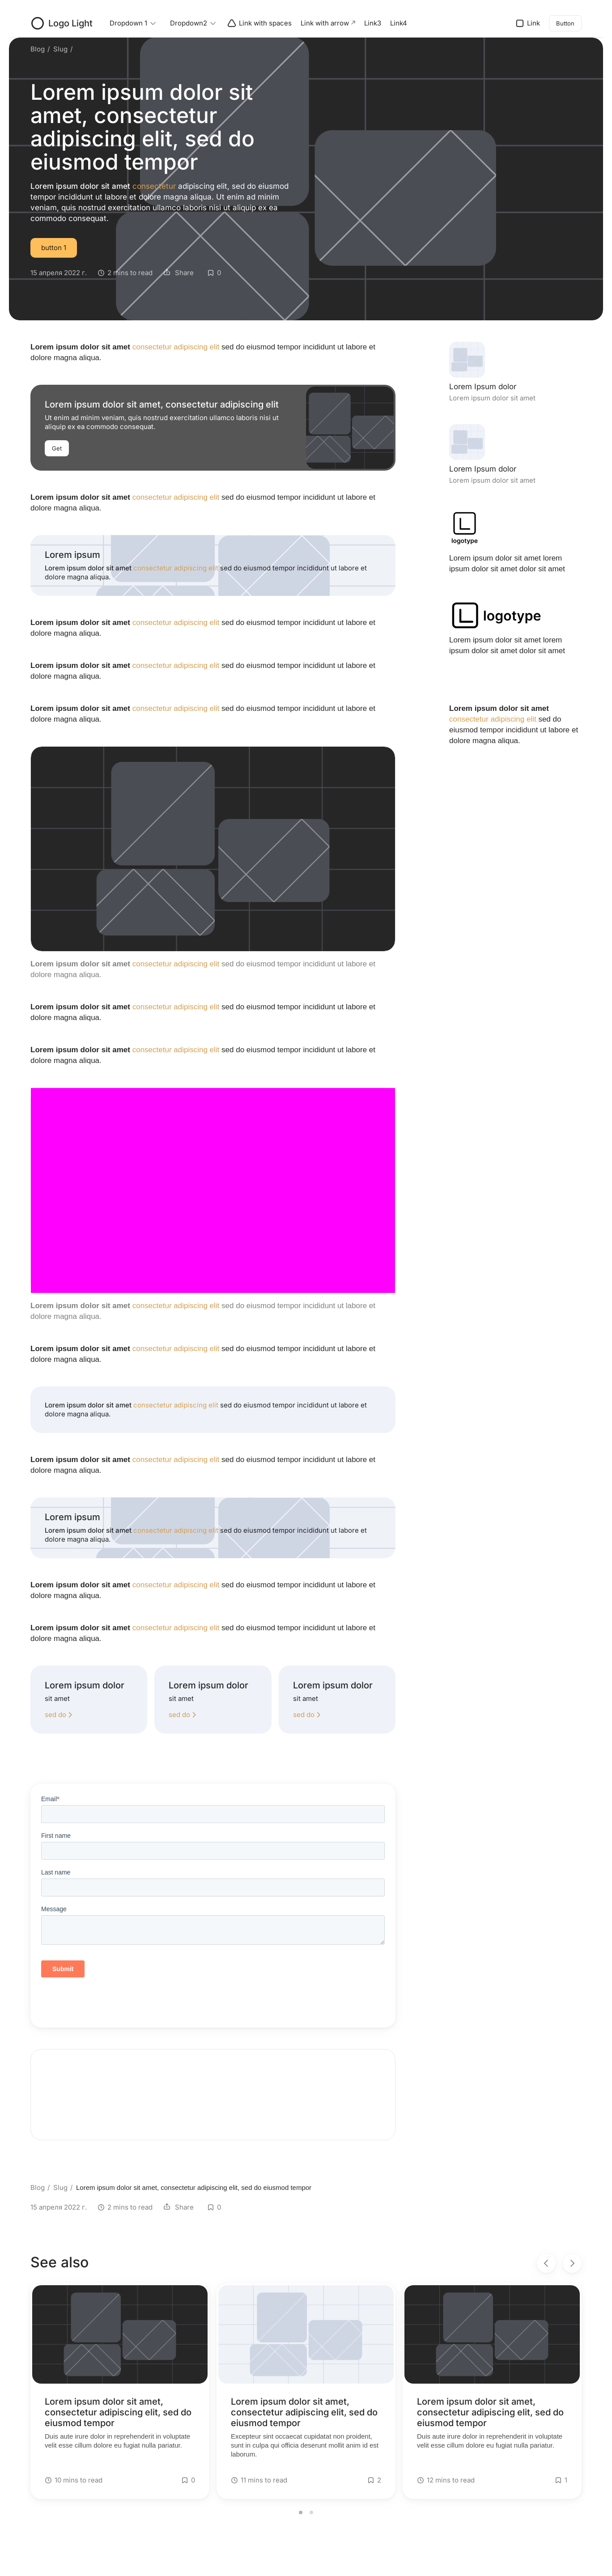 Logo Light Dropdown 1 Dropdown2 Link with spaces Link with arrow Link3 Link4 Link Button
Blog / Slug /
Lorem ipsum dolor sit
amet, consectetur
adipiscing elit, sed do
eiusmod tempor
Lorem ipsum dolor sit amet consectetur adipiscing elit, sed do eiusmod
tempor incididunt ut labore et dolore magna aliqua. Ut enim ad minim
veniam, quis nostrud exercitation ullamco laboris nisi ut aliquip ex ea
commodo consequat.
button 1
15 апреля 2022 г. 2 mins to read Share 0
Lorem ipsum dolor sit amet consectetur adipiscing elit sed do eiusmod tempor incididunt ut labore et
dolore magna aliqua.
Lorem ipsum dolor sit amet, consectetur adipiscing elit
Ut enim ad minim veniam, quis nostrud exercitation ullamco laboris nisi ut
aliquip ex ea commodo consequat.
Get
Lorem ipsum dolor sit amet consectetur adipiscing elit sed do eiusmod tempor incididunt ut labore et
dolore magna aliqua.
Lorem ipsum
Lorem ipsum dolor sit amet consectetur adipiscing elit sed do eiusmod tempor incididunt ut labore et
dolore magna aliqua.
Lorem ipsum dolor sit amet consectetur adipiscing elit sed do eiusmod tempor incididunt ut labore et
dolore magna aliqua.
Lorem ipsum dolor sit amet consectetur adipiscing elit sed do eiusmod tempor incididunt ut labore et
dolore magna aliqua.
Lorem ipsum dolor sit amet consectetur adipiscing elit sed do eiusmod tempor incididunt ut labore et
dolore magna aliqua.
Lorem ipsum dolor sit amet consectetur adipiscing elit sed do eiusmod tempor incididunt ut labore et
dolore magna aliqua.
Lorem ipsum dolor sit amet consectetur adipiscing elit sed do eiusmod tempor incididunt ut labore et
dolore magna aliqua.
Lorem ipsum dolor sit amet consectetur adipiscing elit sed do eiusmod tempor incididunt ut labore et
dolore magna aliqua.
Lorem ipsum dolor sit amet consectetur adipiscing elit sed do eiusmod tempor incididunt ut labore et
dolore magna aliqua.
Lorem ipsum dolor sit amet consectetur adipiscing elit sed do eiusmod tempor incididunt ut labore et
dolore magna aliqua.
Lorem ipsum dolor sit amet consectetur adipiscing elit sed do eiusmod tempor incididunt ut labore et
dolore magna aliqua.
Lorem ipsum dolor sit amet consectetur adipiscing elit sed do eiusmod tempor incididunt ut labore et
dolore magna aliqua.
Lorem ipsum
Lorem ipsum dolor sit amet consectetur adipiscing elit sed do eiusmod tempor incididunt ut labore et
dolore magna aliqua.
Lorem ipsum dolor sit amet consectetur adipiscing elit sed do eiusmod tempor incididunt ut labore et
dolore magna aliqua.
Lorem ipsum dolor sit amet consectetur adipiscing elit sed do eiusmod tempor incididunt ut labore et
dolore magna aliqua.
Lorem ipsum dolor
sit amet
sed do
Lorem ipsum dolor
sit amet
sed do
Lorem ipsum dolor
sit amet
sed do
Email*
First name
Last name
Message
Submit
Lorem Ipsum dolor
Lorem ipsum dolor sit amet
Lorem Ipsum dolor
Lorem ipsum dolor sit amet
logotype
Lorem ipsum dolor sit amet lorem
ipsum dolor sit amet dolor sit amet
logotype
Lorem ipsum dolor sit amet lorem
ipsum dolor sit amet dolor sit amet
Lorem ipsum dolor sit amet
consectetur adipiscing elit sed do
eiusmod tempor incididunt ut labore et
dolore magna aliqua.
Blog / Slug / Lorem ipsum dolor sit amet, consectetur adipiscing elit, sed do eiusmod tempor
15 апреля 2022 г. 2 mins to read Share 0
See also
Lorem ipsum dolor sit amet,
consectetur adipiscing elit, sed do
eiusmod tempor
Duis aute irure dolor in reprehenderit in voluptate
velit esse cillum dolore eu fugiat nulla pariatur.
10 mins to read 0
Lorem ipsum dolor sit amet,
consectetur adipiscing elit, sed do
eiusmod tempor
Excepteur sint occaecat cupidatat non proident,
sunt in culpa qui officia deserunt mollit anim id est
laborum.
11 mins to read 2
Lorem ipsum dolor sit amet,
consectetur adipiscing elit, sed do
eiusmod tempor
Duis aute irure dolor in reprehenderit in voluptate
velit esse cillum dolore eu fugiat nulla pariatur.
12 mins to read 1